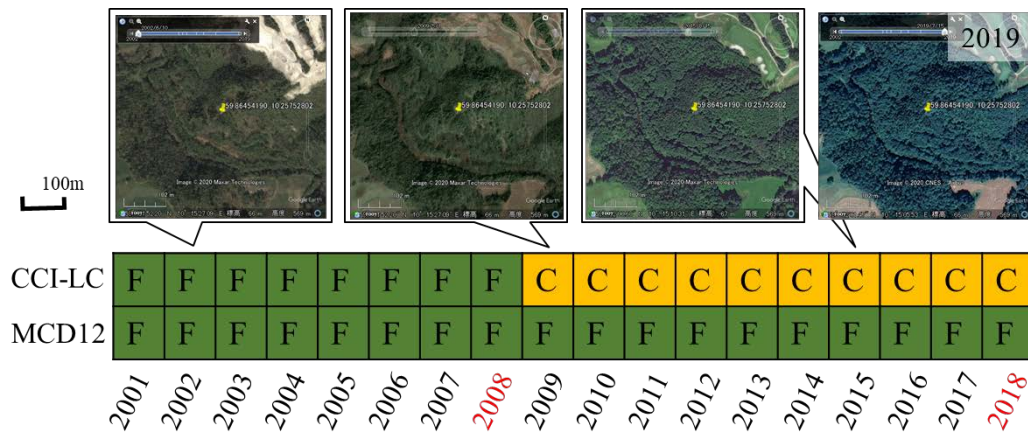 2019
59.86454190 10.25752802
59.86454190 10.25752802
59.86454190 10.25752802
59.86454190 10.25752802
Image © 2020 Maxar Technologies
Image © 2020 Maxar Technologies
Image © 2020 Maxar Technologies
Image © 2020 CNES
Google Earth
100m
CCI-LC F F F F F F F F C C C C C C C C C C
MCD12 F F F F F F F F F F F F F F F F F F
2001 2002 2003 2004 2005 2006 2007 2008 2009 2010 2011 2012 2013 2014 2015 2016 2017 2018